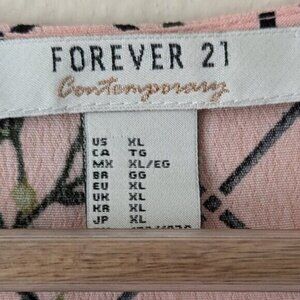 FOREVER 21
Contemporary
US XL
CA TG
MX XL/EG
BR GG
EU XL
UK XL
KR XL
JP XL